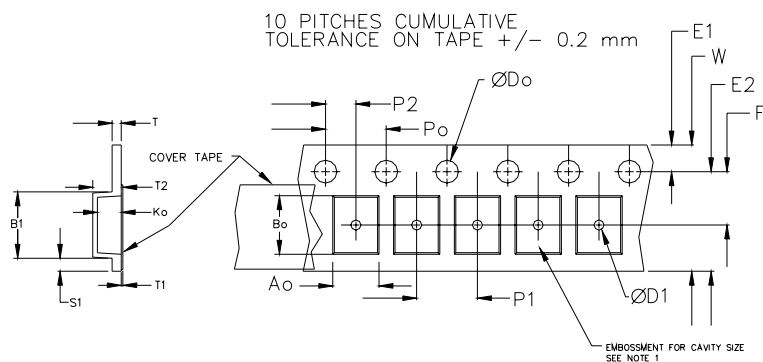 10 PITCHES CUMULATIVE
TOLERANCE ON TAPE +/- 0.2 mm
E1
W
E2
F
ØDo
P2
Po
T
COVER TAPE
T2
Ko
B1
Bo
S1
T1
Ao
P1
ØD1
EMBOSSMENT FOR CAVITY SIZE
SEE NOTE 1